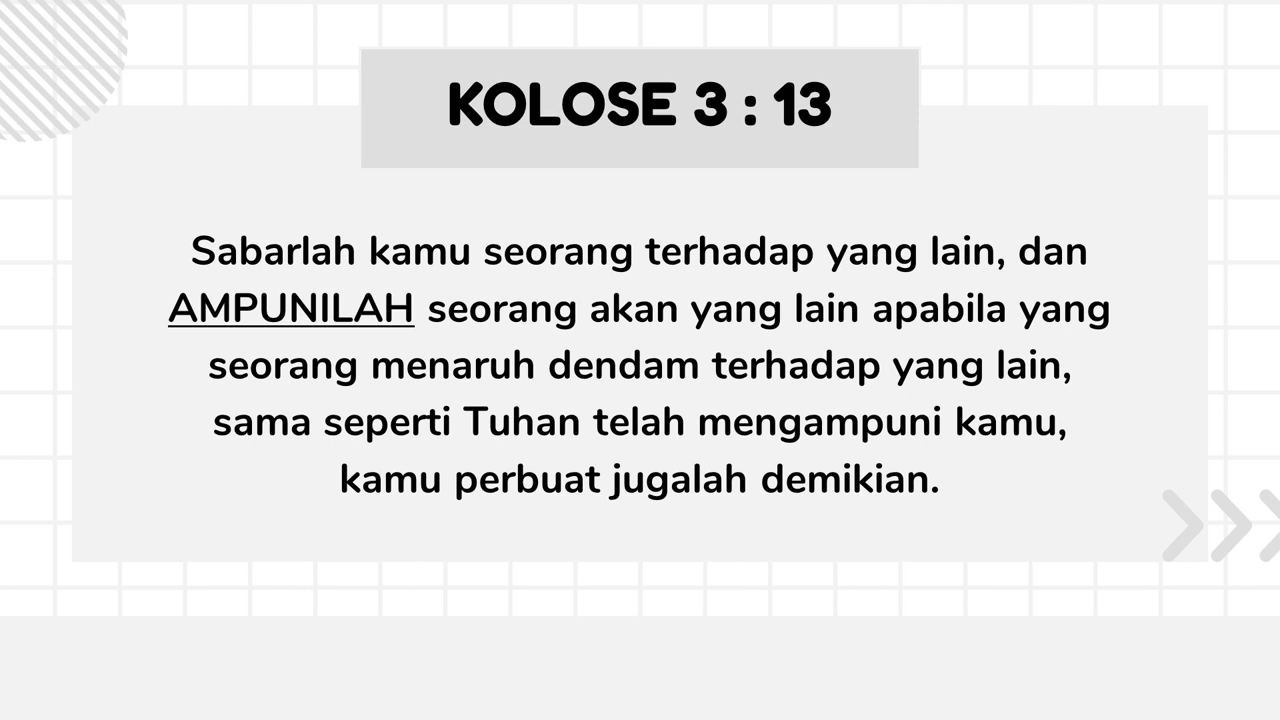 KOLOSE 3 : 13
Sabarlah kamu seorang terhadap yang lain, dan
AMPUNILAH seorang akan yang lain apabila yang
seorang menaruh dendam terhadap yang lain,
sama seperti Tuhan telah mengampuni kamu,
kamu perbuat jugalah demikian.